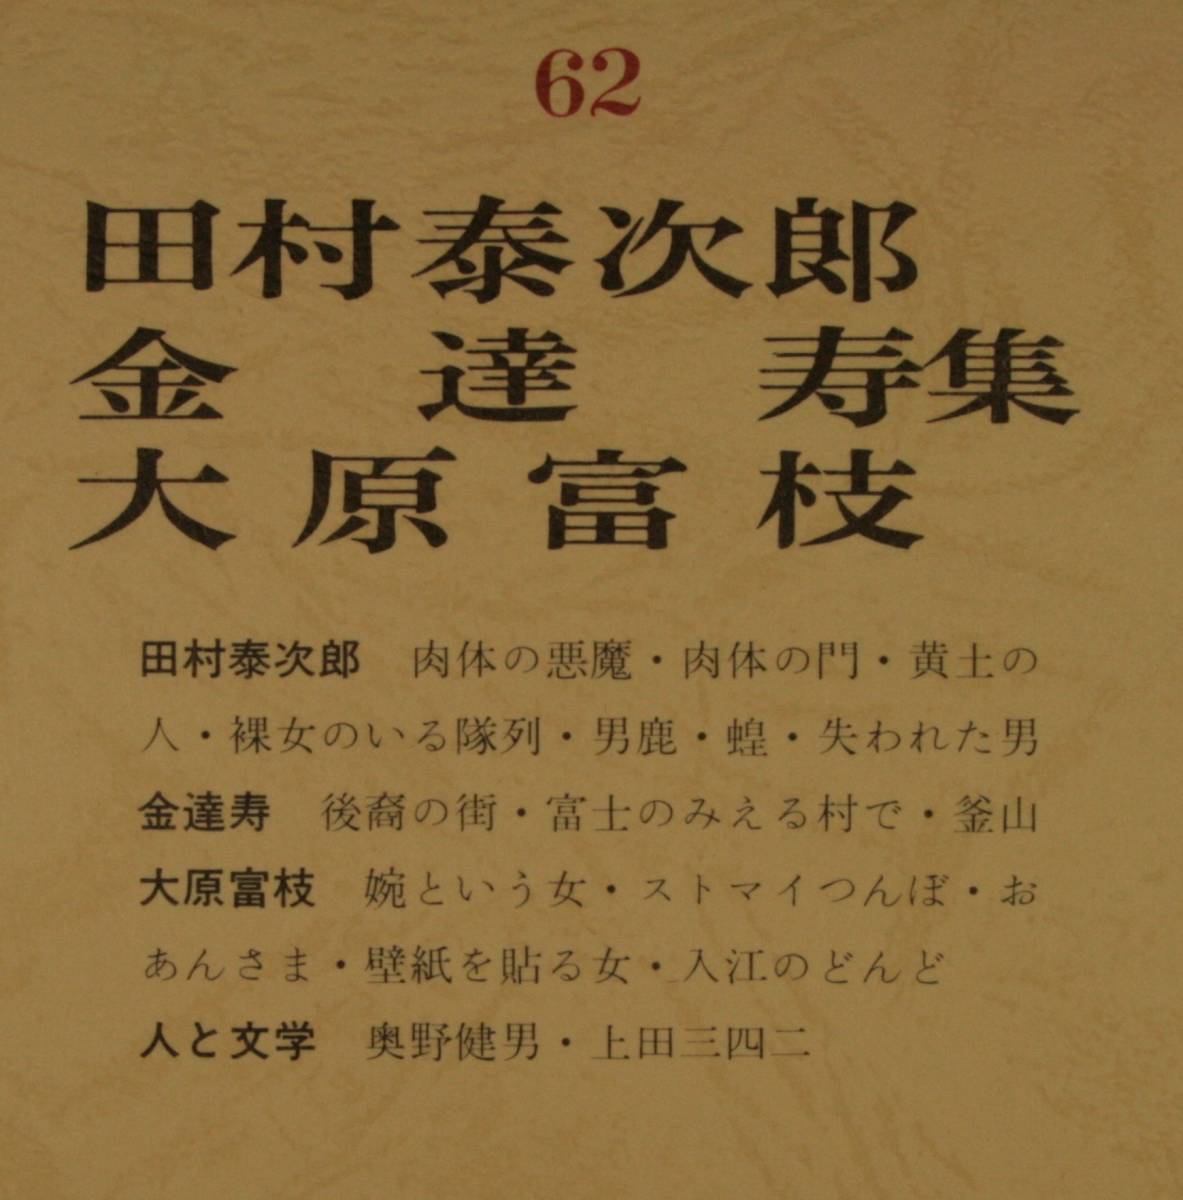 62
田村泰次郎
金達寿集
大原富枝
田村泰次郎 肉体の悪魔・肉体の門・黄土の
人・裸女のいる隊列・男鹿・蝗・失われた男
金達寿 後裔の街・富士のみえる村で・釜山
大原富枝 婉という女・ストマイつんぼ・お
あんさま・壁紙を貼る女・入江のどんど
人と文学 奥野健男・上田三四二